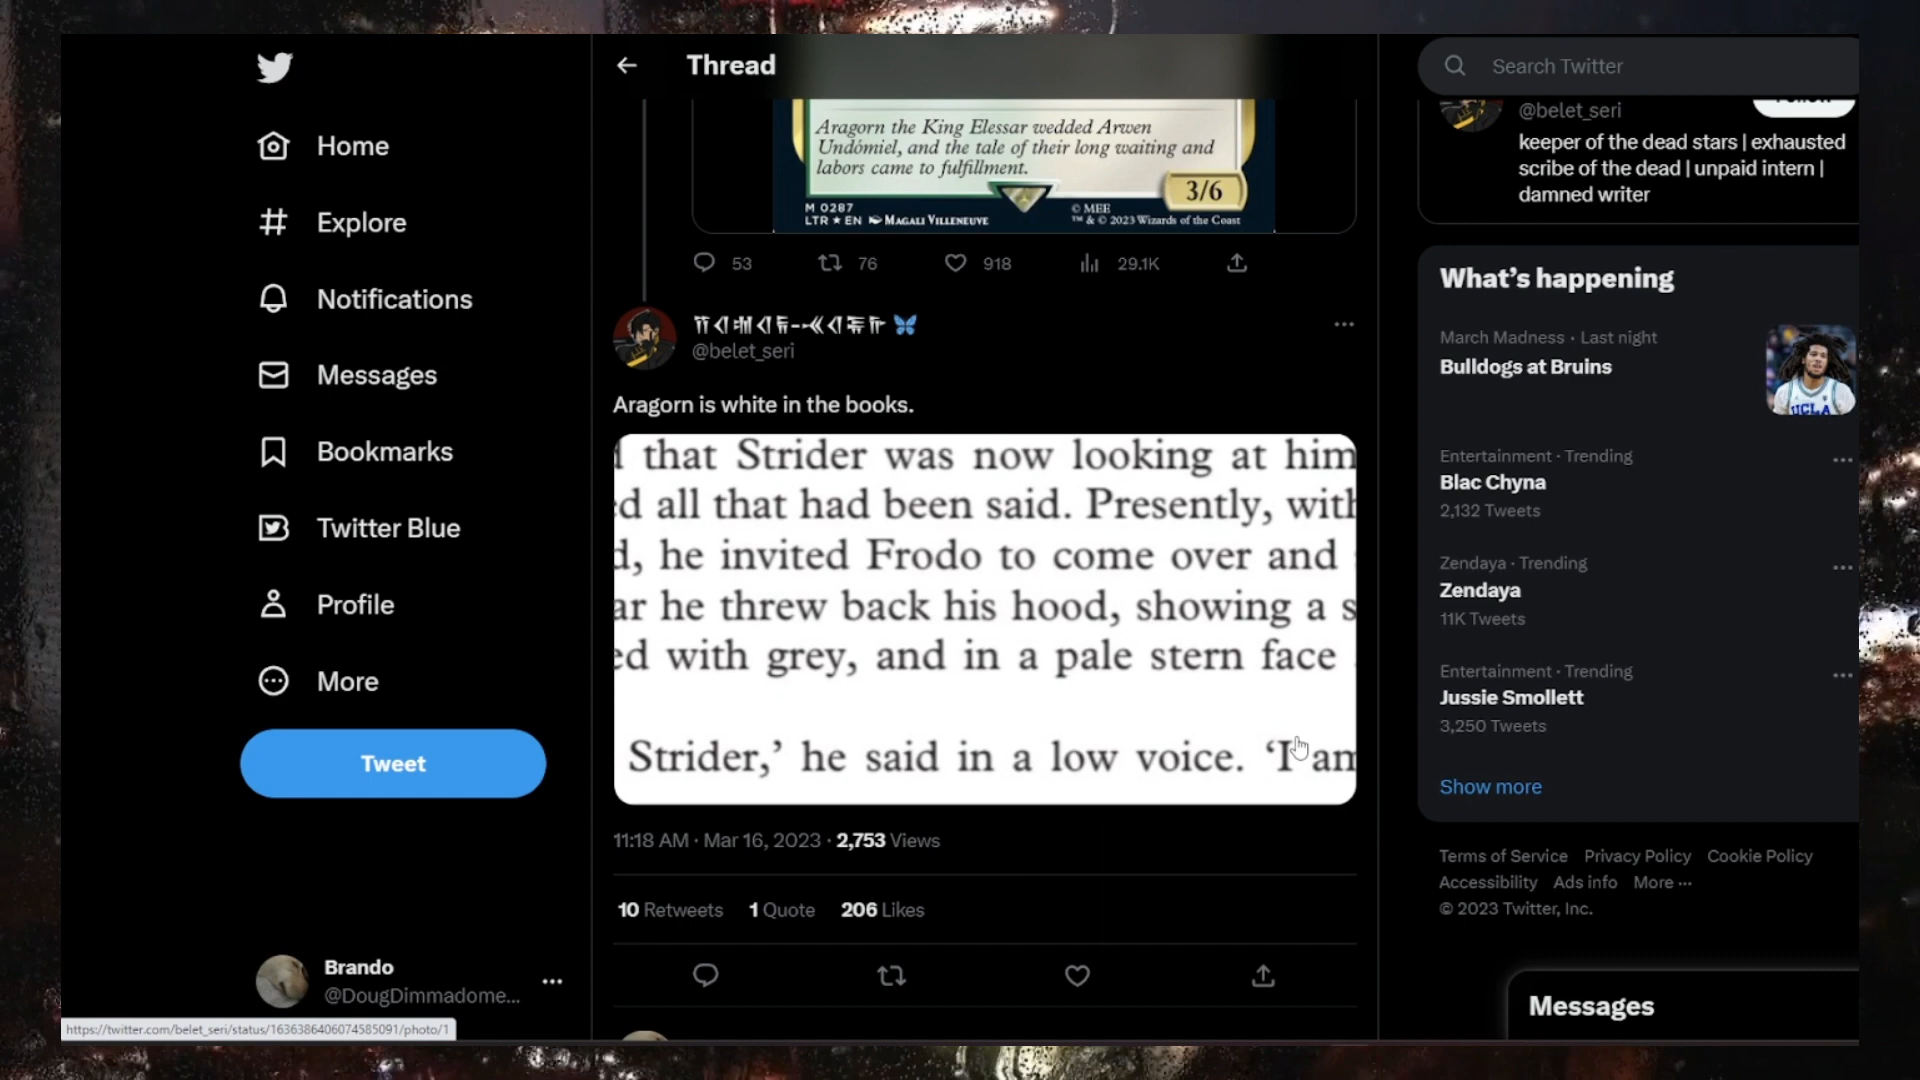 Home
Explore
Notifications
Messages
Bookmarks
Twitter Blue
Profile
More
Tweet
Brando
@DougDimmadome...
https://twitter.com/belet_seri/status/1636386406074585091/photo/1
Thread
Aragorn the King Elessar wedded Arwen
Undómiel, and the tale of their long waiting and
labors came to fulfillment.
3/6
M 0287
LTR ★ EN MAGALI VILLENEUVE
© MEE
™ & © 2023 Wizards of the Coast
53 76 918 29.1K
@belet_seri
Aragorn is white in the books.
that Strider was now looking at him
ed all that had been said. Presently, with
d, he invited Frodo to come over and
ar he threw back his hood, showing a s
ed with grey, and in a pale stern face
Strider,’ he said in a low voice. ‘I am
11:18 AM · Mar 16, 2023 · 2,753 Views
10 Retweets 1 Quote 206 Likes
Search Twitter
@belet_seri
keeper of the dead stars | exhausted
scribe of the dead | unpaid intern |
damned writer
What’s happening
March Madness · Last night
Bulldogs at Bruins
UCLA
Entertainment · Trending
Blac Chyna
2,132 Tweets
Zendaya · Trending
Zendaya
11K Tweets
Entertainment · Trending
Jussie Smollett
3,250 Tweets
Show more
Terms of Service Privacy Policy Cookie Policy
Accessibility Ads info More ···
© 2023 Twitter, Inc.
Messages